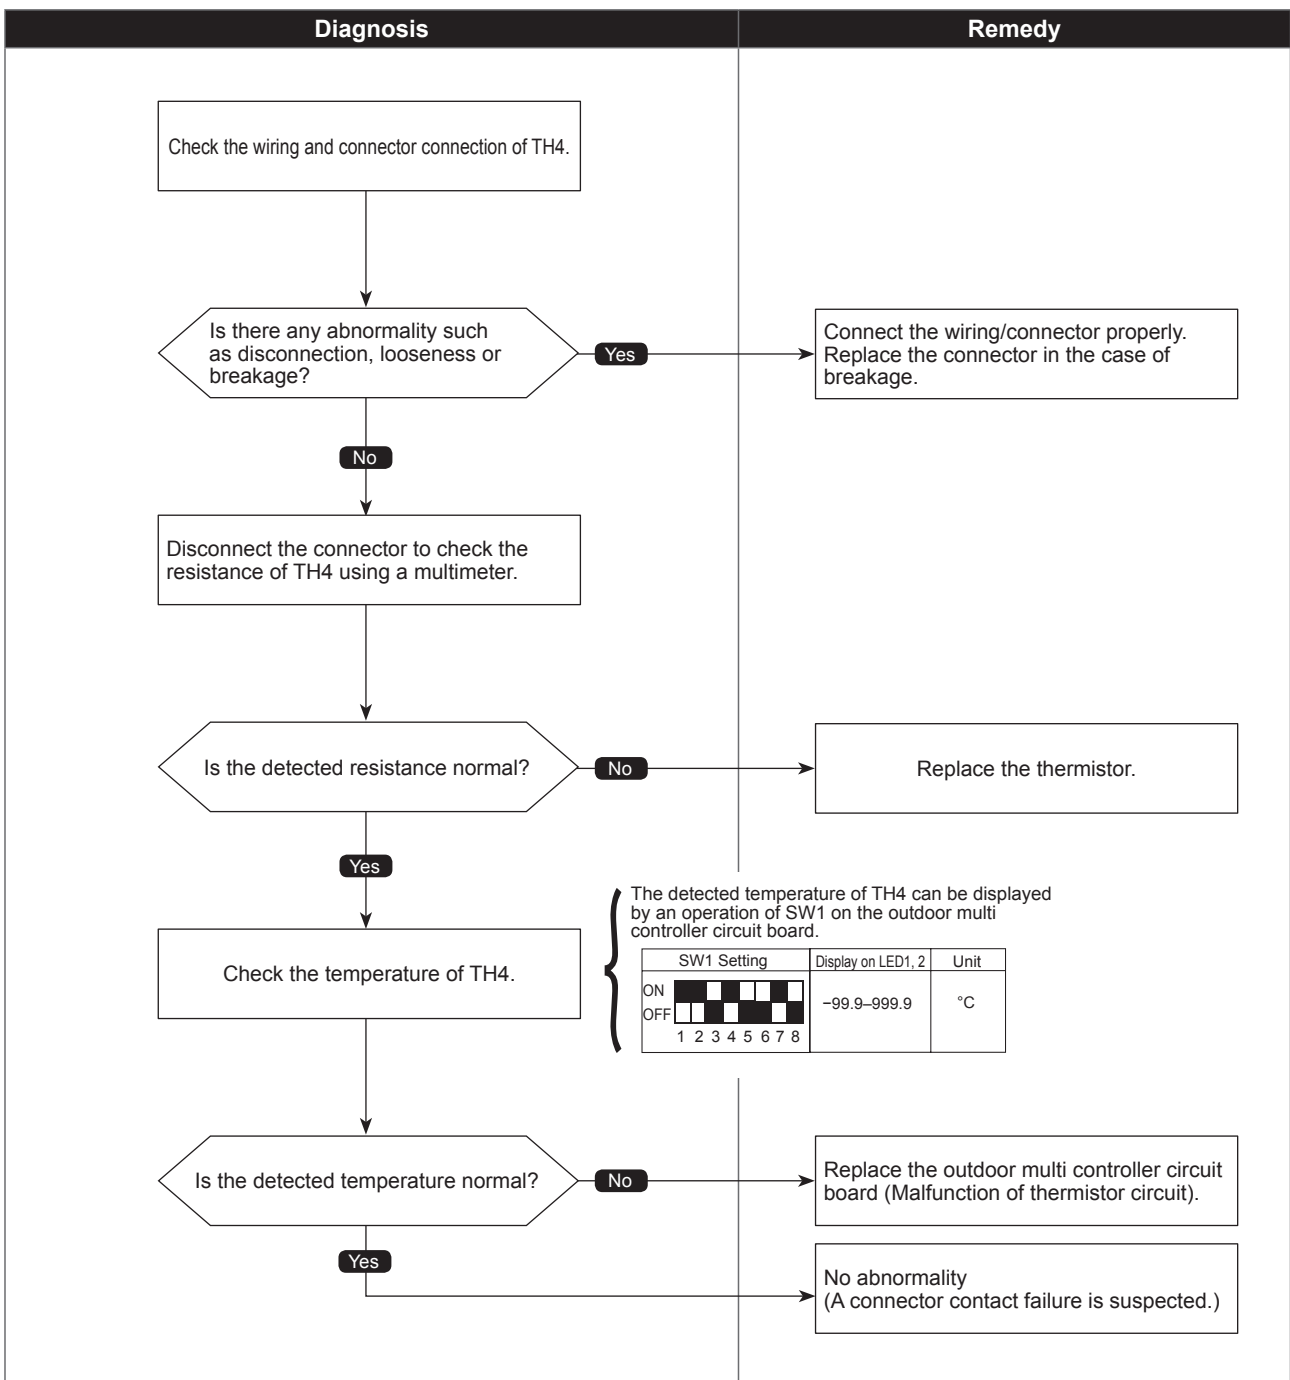 Diagnosis
Remedy
Check the wiring and connector connection of TH4.
Is there any abnormality such
as disconnection, looseness or
breakage?
Yes
Connect the wiring/connector properly.
Replace the connector in the case of
breakage.
No
Disconnect the connector to check the
resistance of TH4 using a multimeter.
Is the detected resistance normal?
No
Replace the thermistor.
Yes
Check the temperature of TH4.
The detected temperature of TH4 can be displayed
by an operation of SW1 on the outdoor multi
controller circuit board.
SW1 Setting
Display on LED1, 2
Unit
ON
OFF
1 2 3 4 5 6 7 8
−99.9–999.9
°C
Is the detected temperature normal?
No
Replace the outdoor multi controller circuit
board (Malfunction of thermistor circuit).
Yes
No abnormality
(A connector contact failure is suspected.)